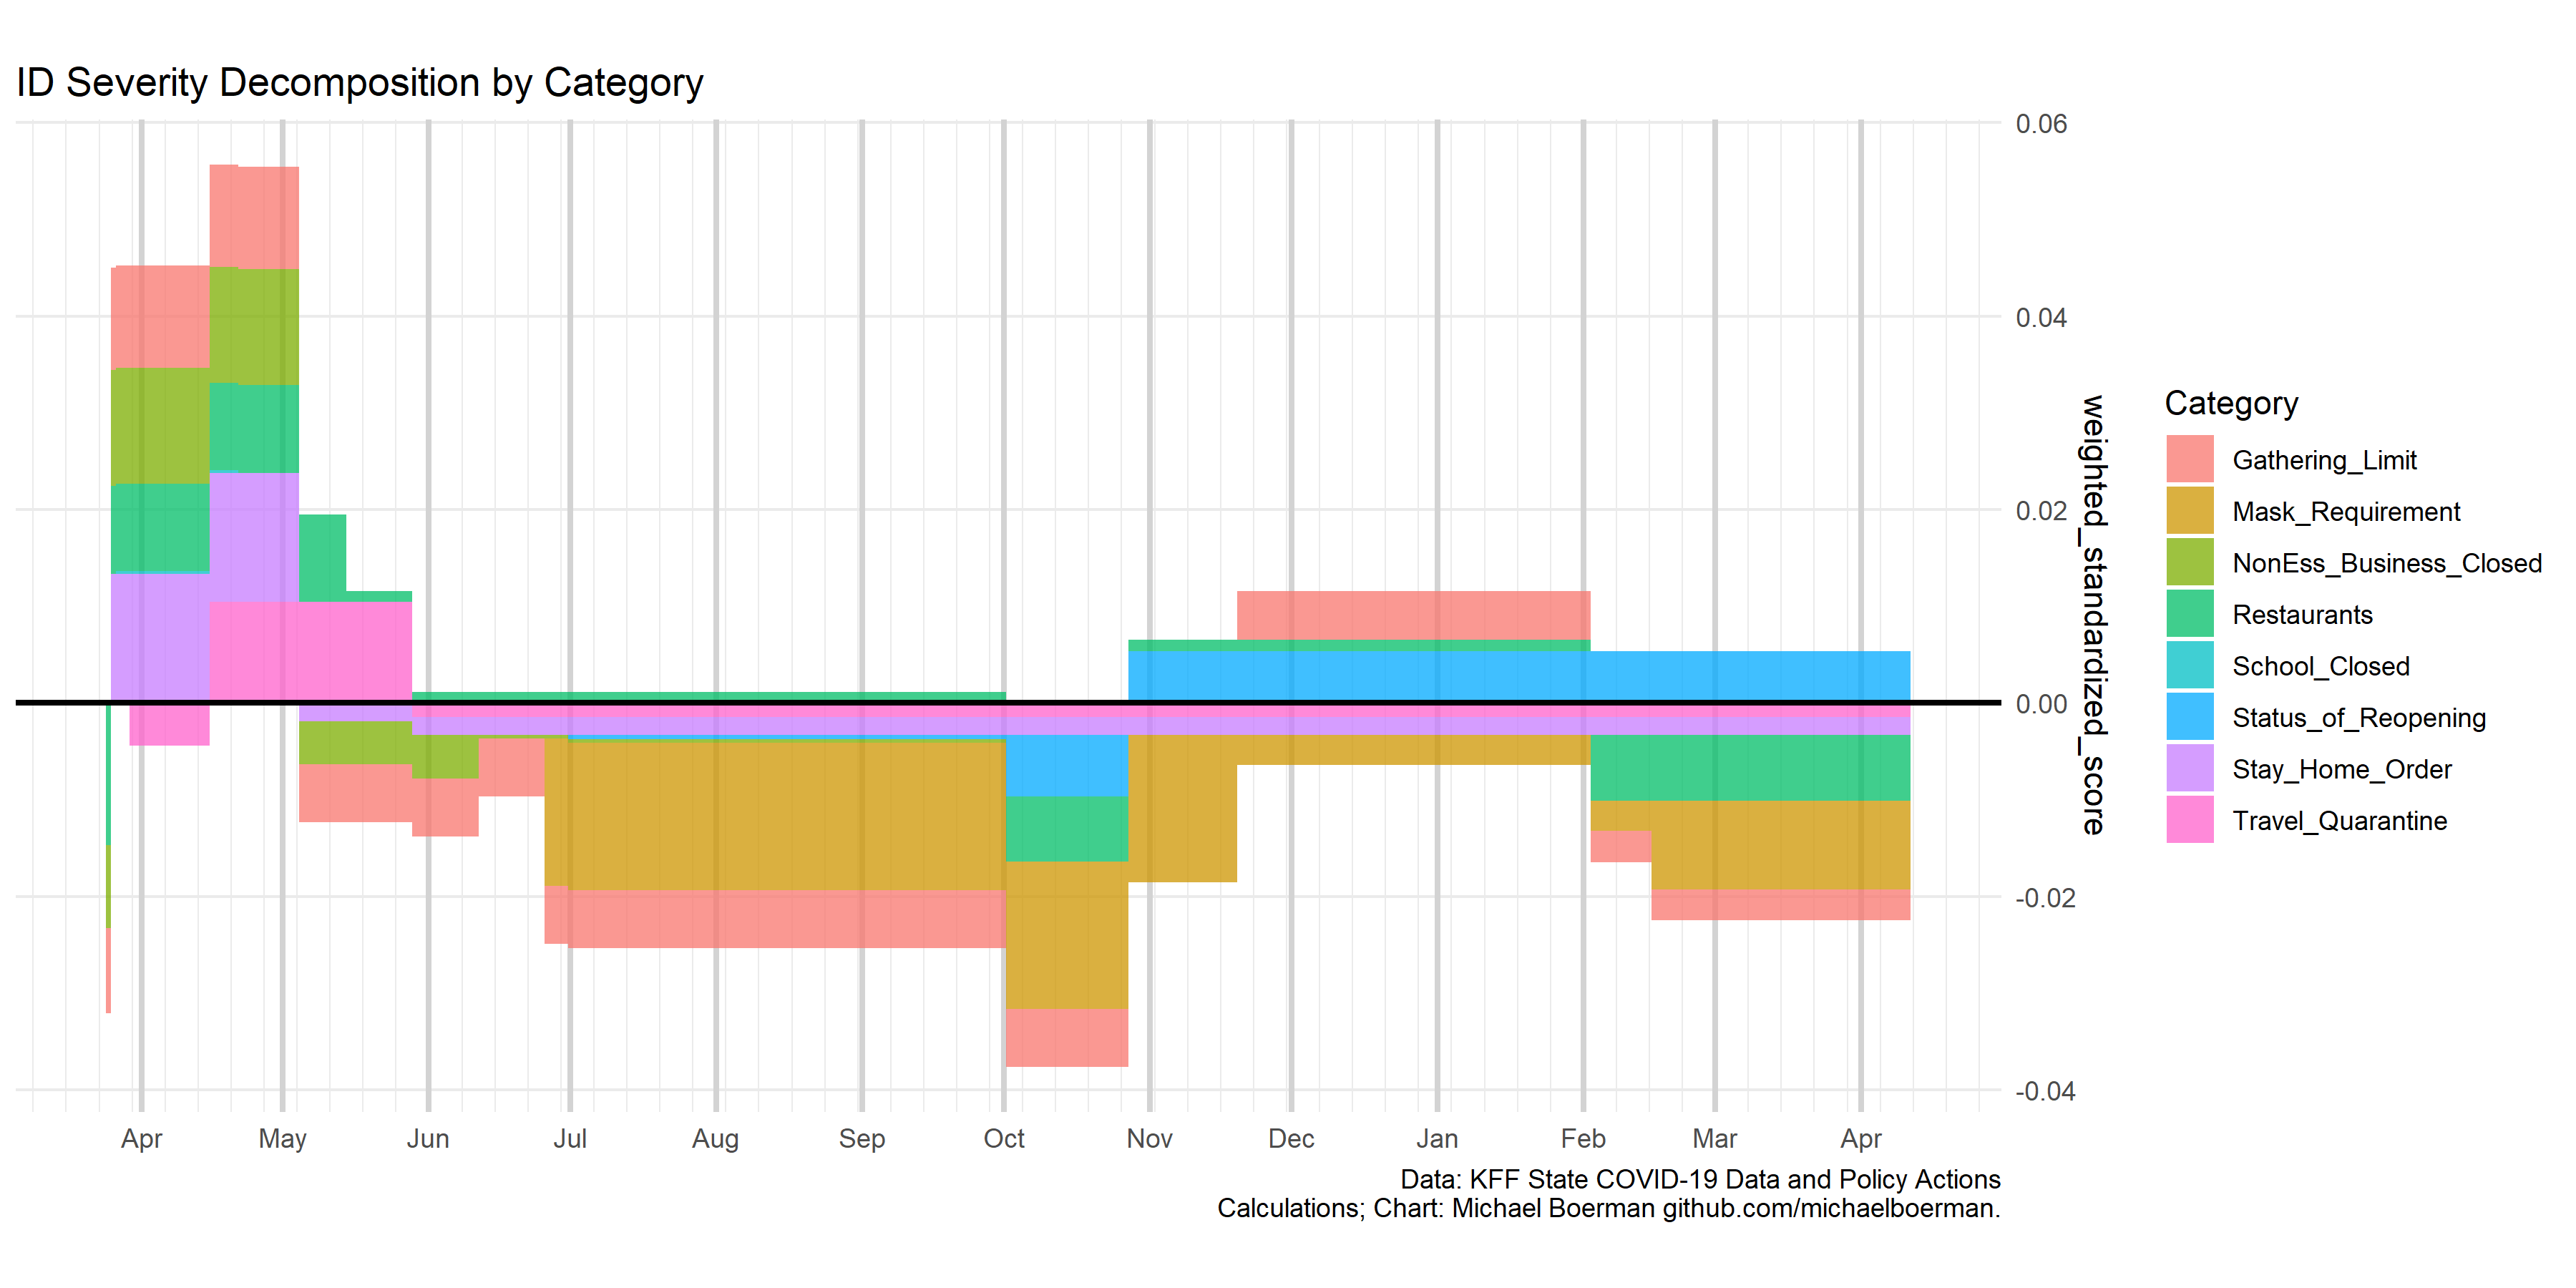 ID Severity Decomposition by Category
0.06
0.04
0.02
0.00
-0.02
-0.04
weighted_standardized_score
Apr May Jun Jul Aug Sep Oct Nov Dec Jan Feb Mar Apr
Category
Gathering_Limit
Mask_Requirement
NonEss_Business_Closed
Restaurants
School_Closed
Status_of_Reopening
Stay_Home_Order
Travel_Quarantine
Data: KFF State COVID-19 Data and Policy Actions
Calculations; Chart: Michael Boerman github.com/michaelboerman.